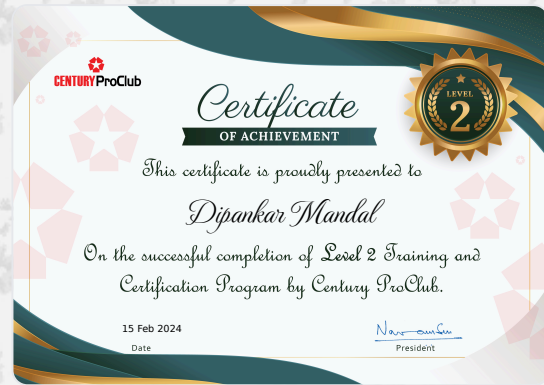 CENTURY ProClub
Certificate
OF ACHIEVEMENT
LEVEL
2
This certificate is proudly presented to
Dipankar Mandal
On the successful completion of Level 2 Training and
Certification Program by Century ProClub.
15 Feb 2024
Date
President